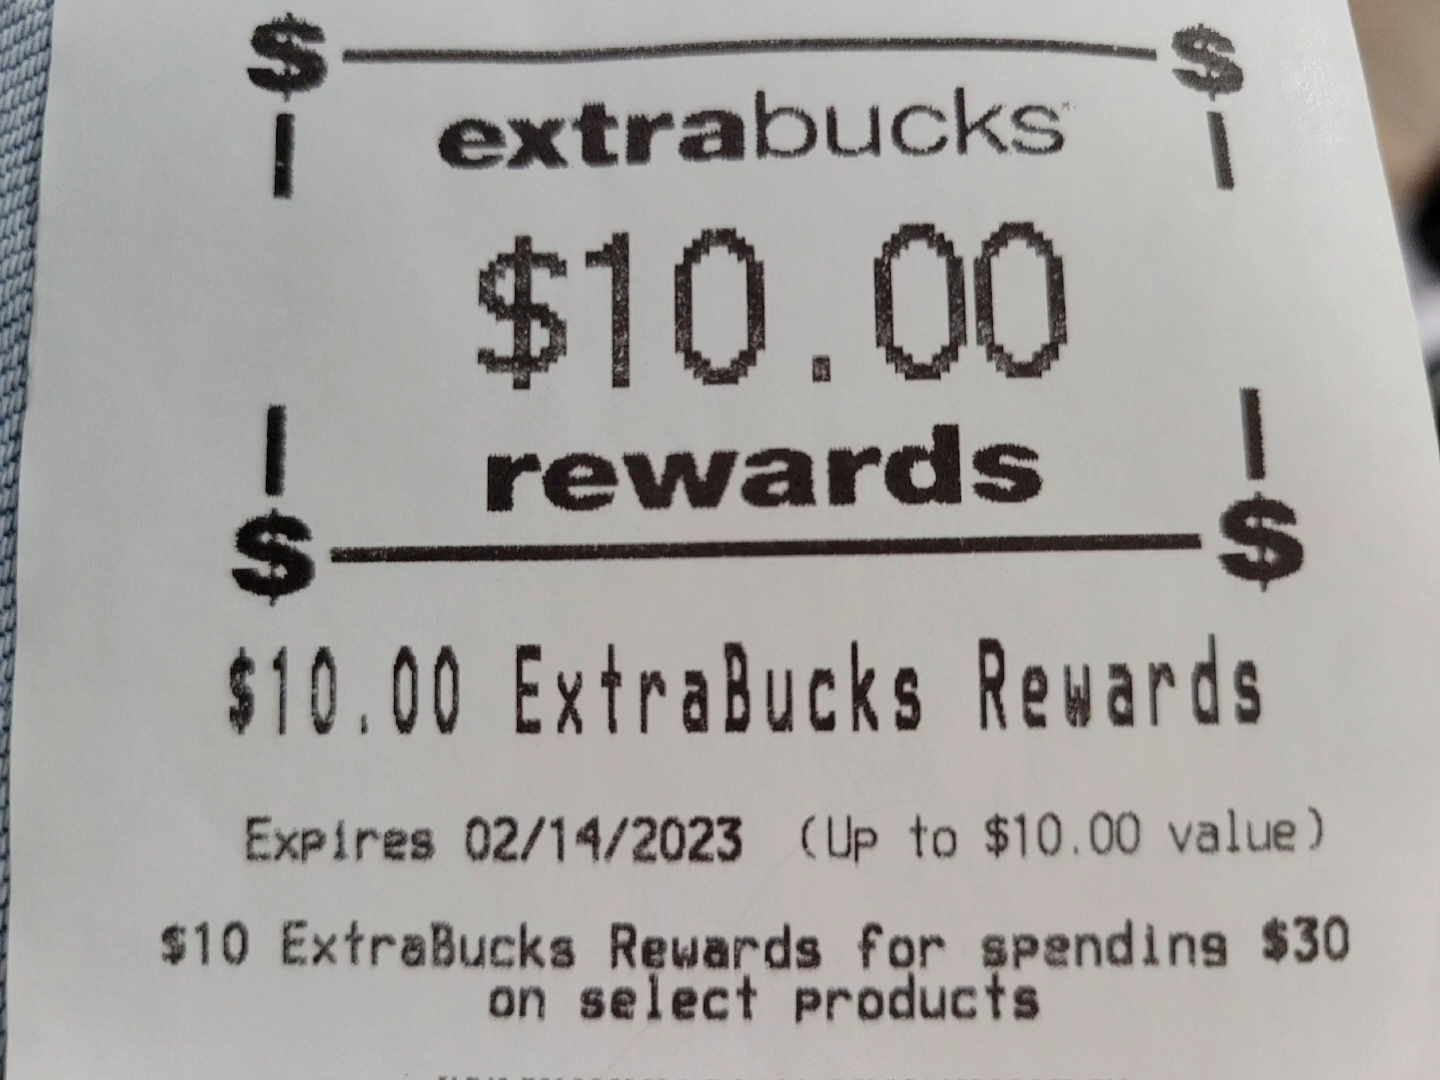 $ $
extrabucks
$10.00
rewards
$ $
$10.00 ExtraBucks Rewards
Expires 02/14/2023 (Up to $10.00 value)
$10 ExtraBucks Rewards for spending $30
on select products